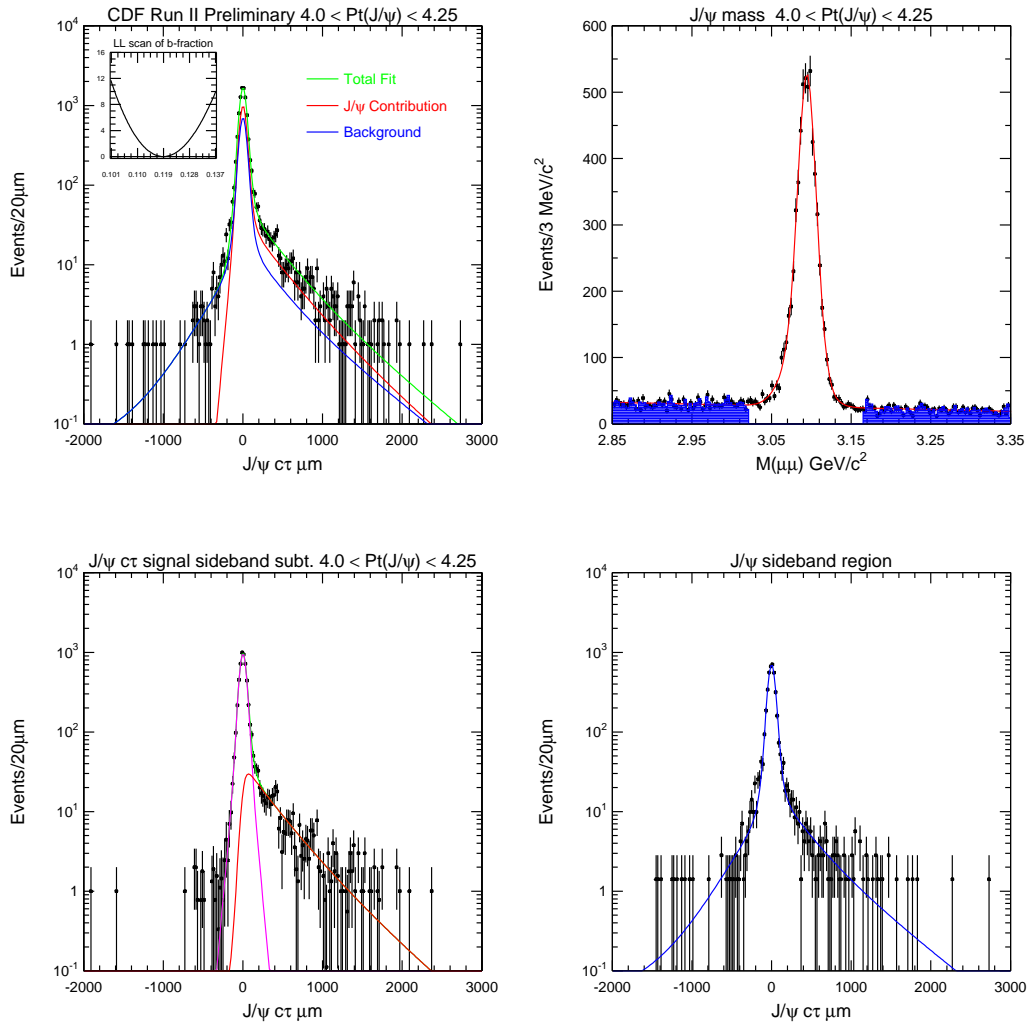 CDF Run II Preliminary 4.0 < Pt(J/ψ) < 4.25
LL scan of b-fraction
16
12
8
4
0
0.101 0.110 0.119 0.128 0.137
Total Fit
J/ψ Contribution
Background
10^4
10^3
10^2
10
1
10^-1
Events/20μm
-2000 -1000 0 1000 2000 3000
J/ψ cτ μm
J/ψ mass 4.0 < Pt(J/ψ) < 4.25
600
500
400
300
200
100
0
Events/3 MeV/c^2
2.85 2.95 3.05 3.15 3.25 3.35
M(μμ) GeV/c^2
J/ψ cτ signal sideband subt. 4.0 < Pt(J/ψ) < 4.25
10^4
10^3
10^2
10^1
10^0
10^-1
Events/20μm
-2000 -1000 0 1000 2000 3000
J/ψ cτ μm
J/ψ sideband region
10^4
10^3
10^2
10^1
10^0
10^-1
Events/20μm
-2000 -1000 0 1000 2000 3000
J/ψ cτ μm